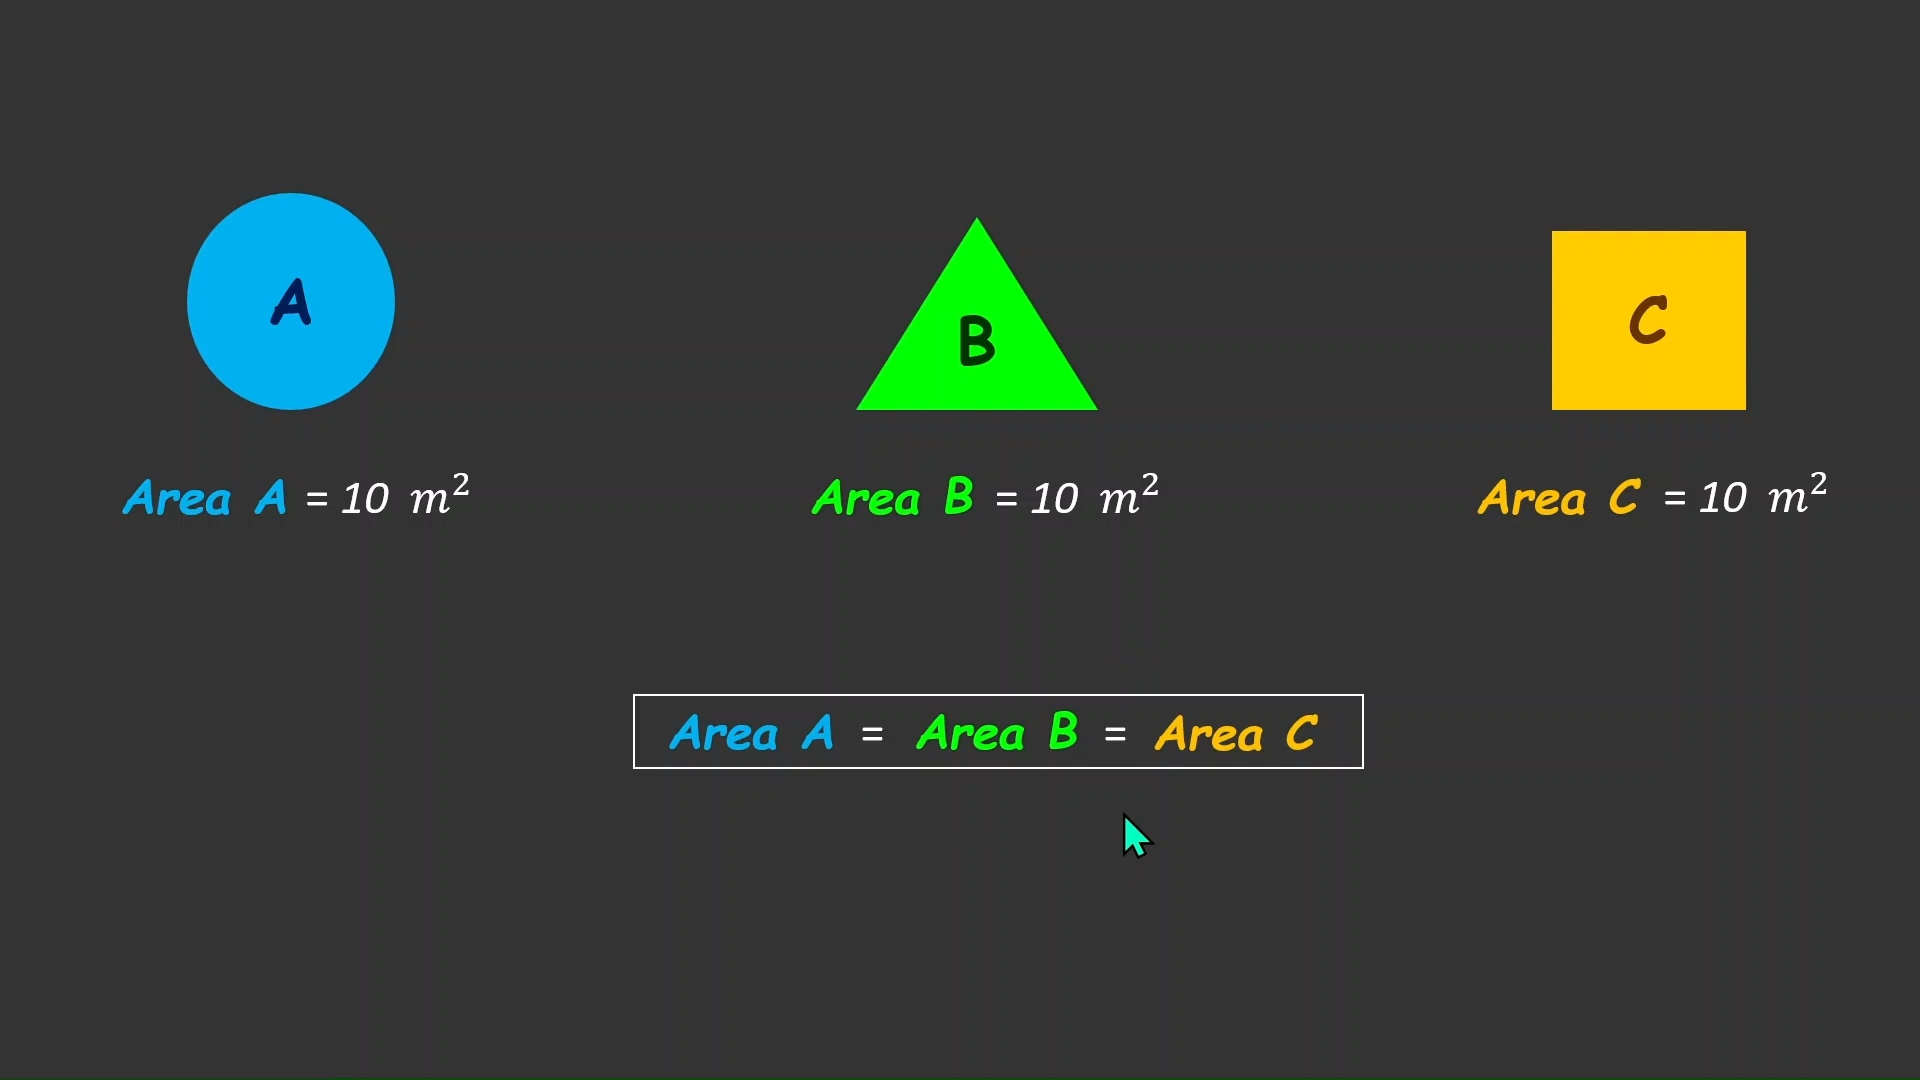 A
B
C
Area A = 10 m²
Area B = 10 m²
Area C = 10 m²
Area A = Area B = Area C